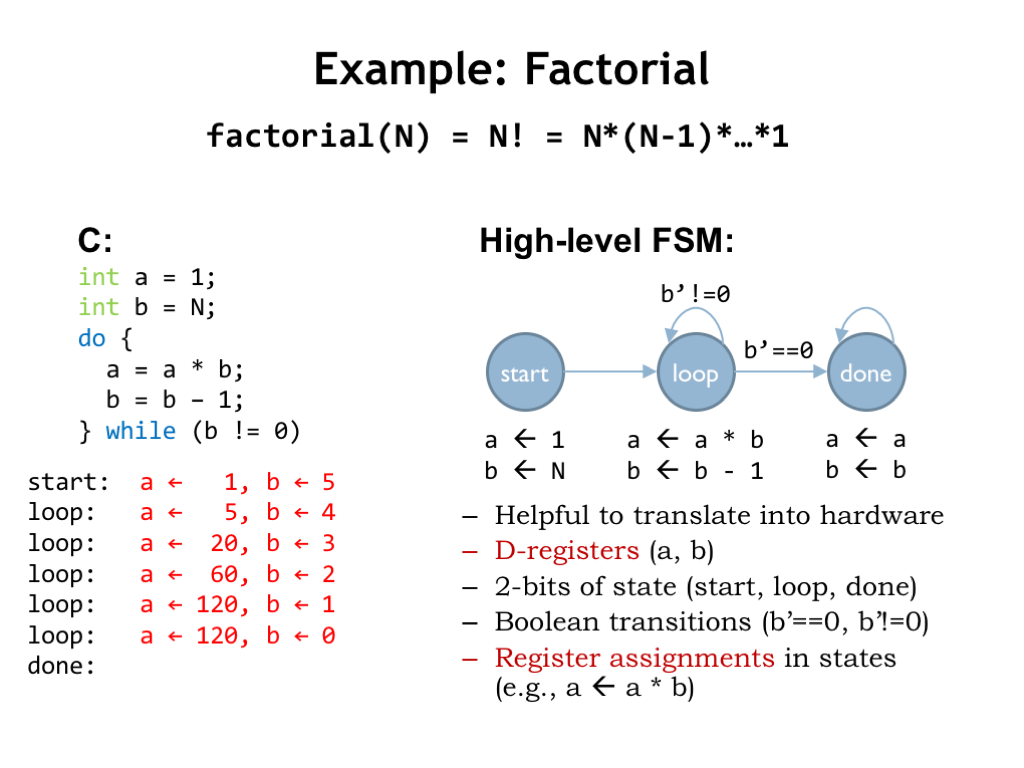 Example: Factorial
factorial(N) = N! = N*(N-1)*…*1
C:
int a = 1;
int b = N;
do {
a = a * b;
b = b – 1;
} while (b != 0)
start: a ← 1, b ← 5
loop: a ← 5, b ← 4
loop: a ← 20, b ← 3
loop: a ← 60, b ← 2
loop: a ← 120, b ← 1
loop: a ← 120, b ← 0
done:
High-level FSM:
b’!=0
b’==0
start loop done
a ← 1 a ← a * b a ← a
b ← N b ← b - 1 b ← b
– Helpful to translate into hardware
– D-registers (a, b)
– 2-bits of state (start, loop, done)
– Boolean transitions (b’==0, b’!=0)
– Register assignments in states
(e.g., a ← a * b)